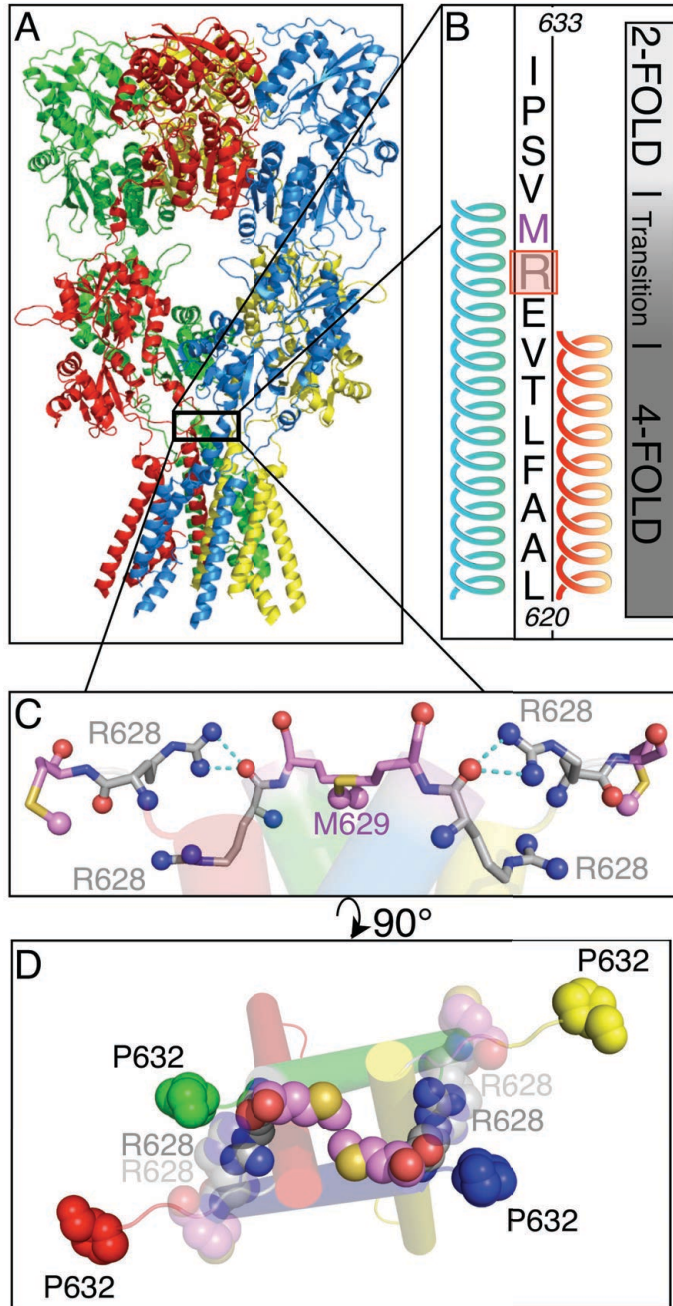 A
B
633
I
P
S
V
M
R
E
V
T
L
F
A
A
L
620
2-FOLD
I Transition I
4-FOLD
C
R628
R628
M629
R628
R628
90°
D
P632
P632
R628
R628
R628
R628
P632
P632